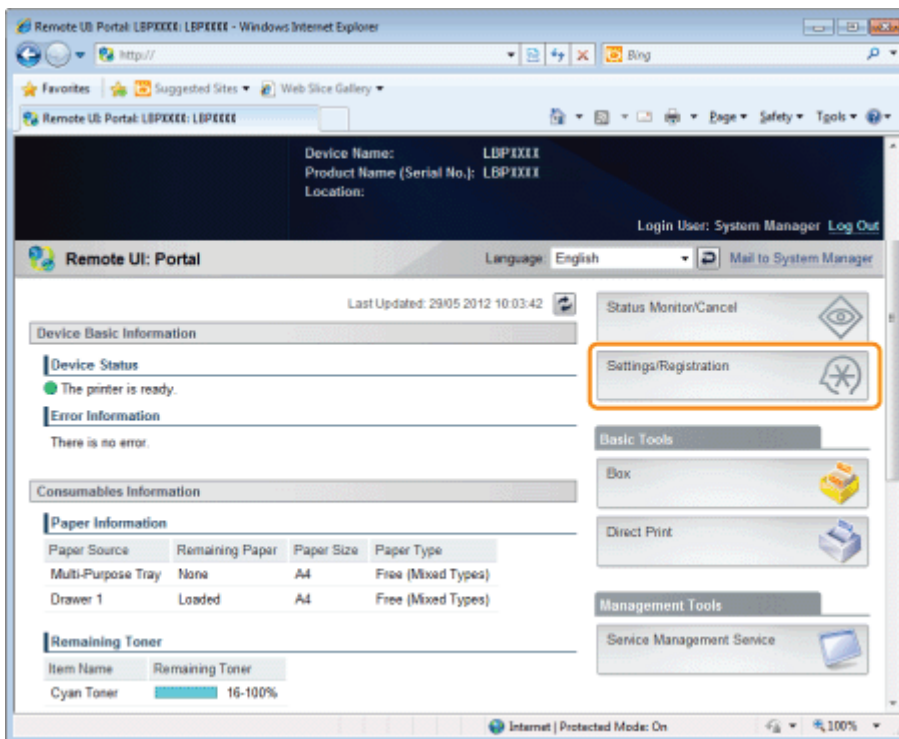 Remote UI: Portal: LBPXXXX: LBPXXXX - Windows Internet Explorer
http://
Bing
Favorites
Suggested Sites
Web Slice Gallery
Remote UI: Portal: LBPXXXX: LBPXXXX
Page
Safety
Tools
Device Name: LBPXXXX
Product Name (Serial No.): LBPXXXX
Location:
Login User: System Manager Log Out
Remote UI: Portal
Language: English
Mail to System Manager
Last Updated: 29/05 2012 10:03:42
Device Basic Information
Device Status
The printer is ready.
Error Information
There is no error.
Consumables Information
Paper Information
Paper Source Remaining Paper Paper Size Paper Type
Multi-Purpose Tray None A4 Free (Mixed Types)
Drawer 1 Loaded A4 Free (Mixed Types)
Remaining Toner
Item Name Remaining Toner
Cyan Toner 16-100%
Status Monitor/Cancel
Settings/Registration
Basic Tools
Box
Direct Print
Management Tools
Service Management Service
Internet | Protected Mode: On
100%